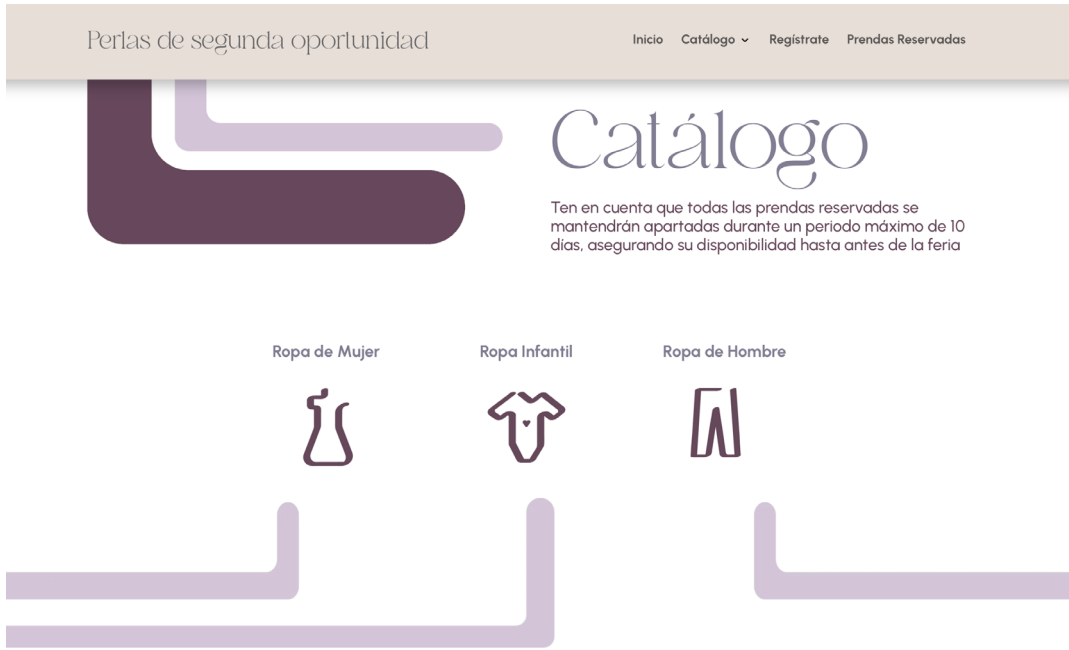 Perlas de segunda oportunidad
Inicio Catálogo Regístrate Prendas Reservadas
Catálogo
Ten en cuenta que todas las prendas reservadas se
mantendrán apartadas durante un periodo máximo de 10
días, asegurando su disponibilidad hasta antes de la feria
Ropa de Mujer
Ropa Infantil
Ropa de Hombre